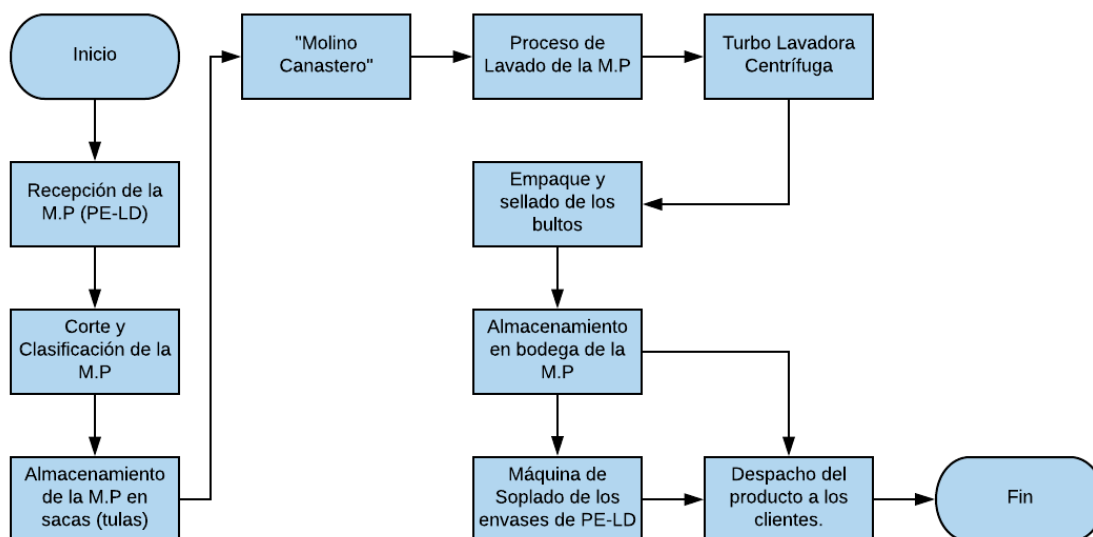 Inicio
Recepción de la
M.P (PE-LD)
Corte y
Clasificación de la
M.P
Almacenamiento
de la M.P en
sacas (tulas)
"Molino
Canastero"
Proceso de
Lavado de la M.P
Turbo Lavadora
Centrífuga
Empaque y
sellado de los
bultos
Almacenamiento
en bodega de la
M.P
Máquina de
Soplado de los
envases de PE-LD
Despacho del
producto a los
clientes.
Fin